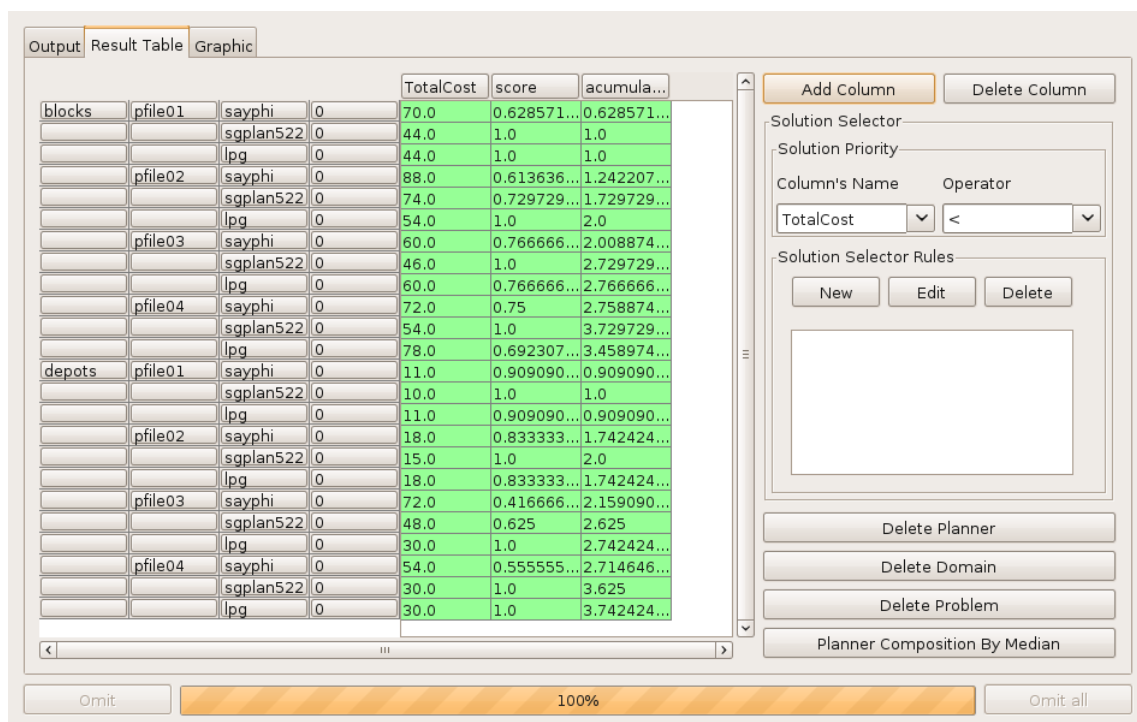 Output Result Table Graphic
TotalCost score acumula...
blocks pfile01 sayphi 0 70.0 0.628571... 0.628571...
sgplan522 0 44.0 1.0 1.0
lpg 0 44.0 1.0 1.0
pfile02 sayphi 0 88.0 0.613636... 1.242207...
sgplan522 0 74.0 0.729729... 1.729729...
lpg 0 54.0 1.0 2.0
pfile03 sayphi 0 60.0 0.766666... 2.008874...
sgplan522 0 46.0 1.0 2.729729...
lpg 0 60.0 0.766666... 2.766666...
pfile04 sayphi 0 72.0 0.75 2.758874...
sgplan522 0 54.0 1.0 3.729729...
lpg 0 78.0 0.692307... 3.458974...
depots pfile01 sayphi 0 11.0 0.909090... 0.909090...
sgplan522 0 10.0 1.0 1.0
lpg 0 11.0 0.909090... 0.909090...
pfile02 sayphi 0 18.0 0.833333... 1.742424...
sgplan522 0 15.0 1.0 2.0
lpg 0 18.0 0.833333... 1.742424...
pfile03 sayphi 0 72.0 0.416666... 2.159090...
sgplan522 0 48.0 0.625 2.625
lpg 0 30.0 1.0 2.742424...
pfile04 sayphi 0 54.0 0.555555... 2.714646...
sgplan522 0 30.0 1.0 3.625
lpg 0 30.0 1.0 3.742424...
Add Column Delete Column
Solution Selector
Solution Priority
Column's Name Operator
TotalCost <
Solution Selector Rules
New Edit Delete
Delete Planner
Delete Domain
Delete Problem
Planner Composition By Median
Omit 100% Omit all